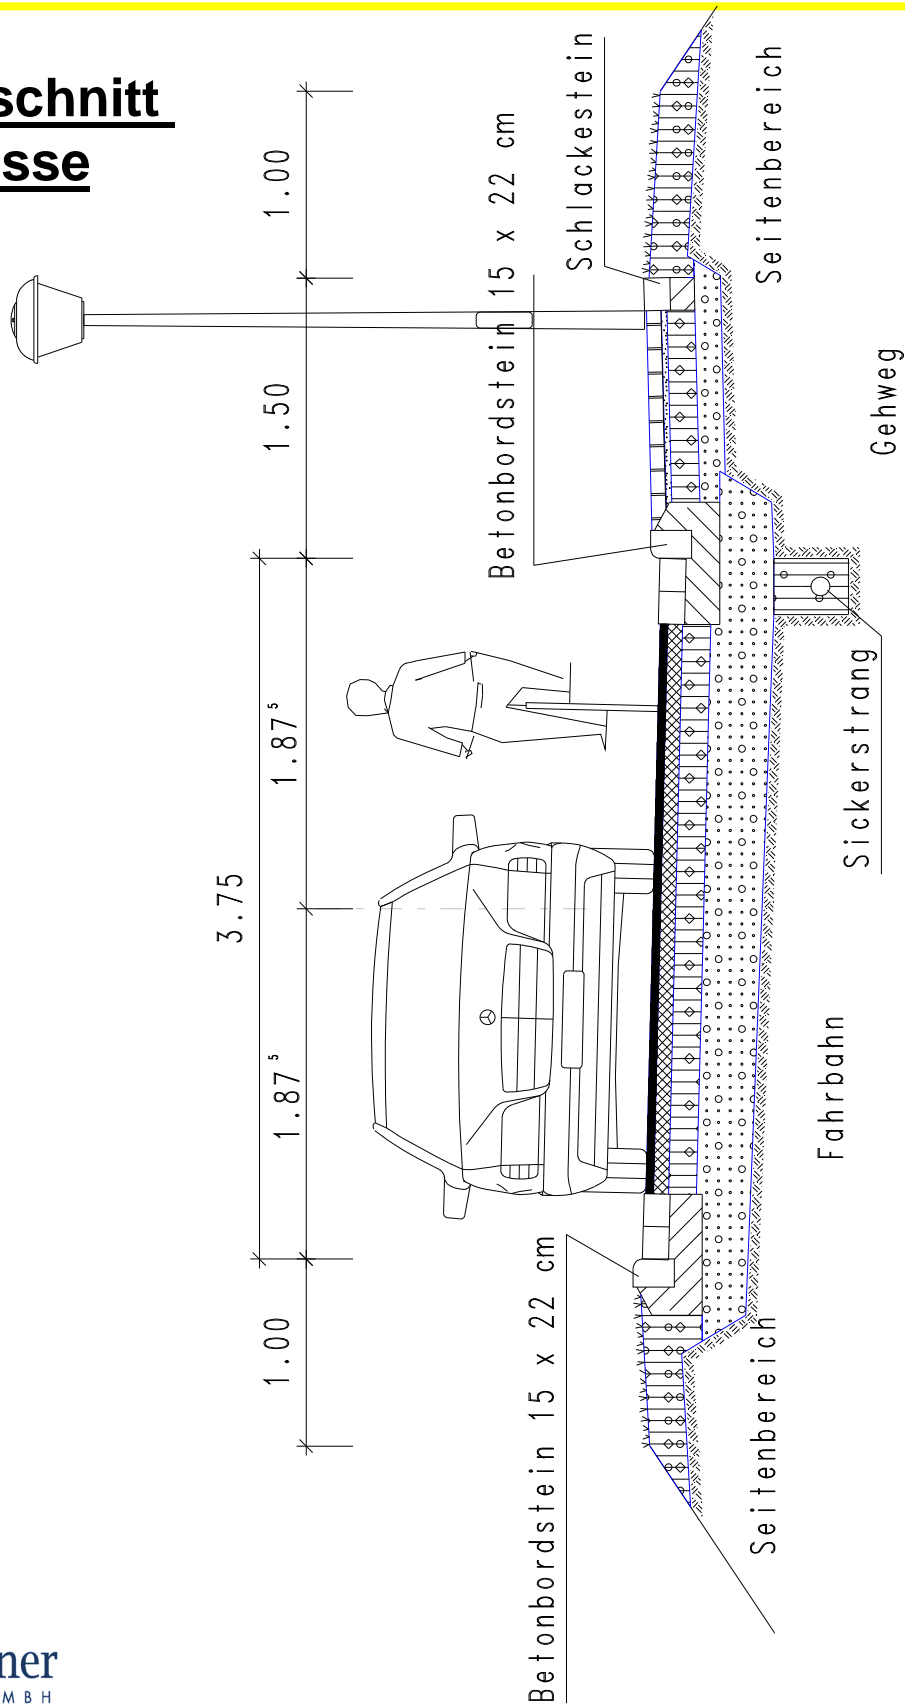 schnitt
sse
1.00
1.50
1.87⁵
3.75
1.87⁵
1.00
Betonbordstein 15 x 22 cm
Schlackestein
Seitenbereich
Gehweg
Sickerstrang
Fahrbahn
Betonbordstein 15 x 22 cm
Seitenbereich
ner
MBH